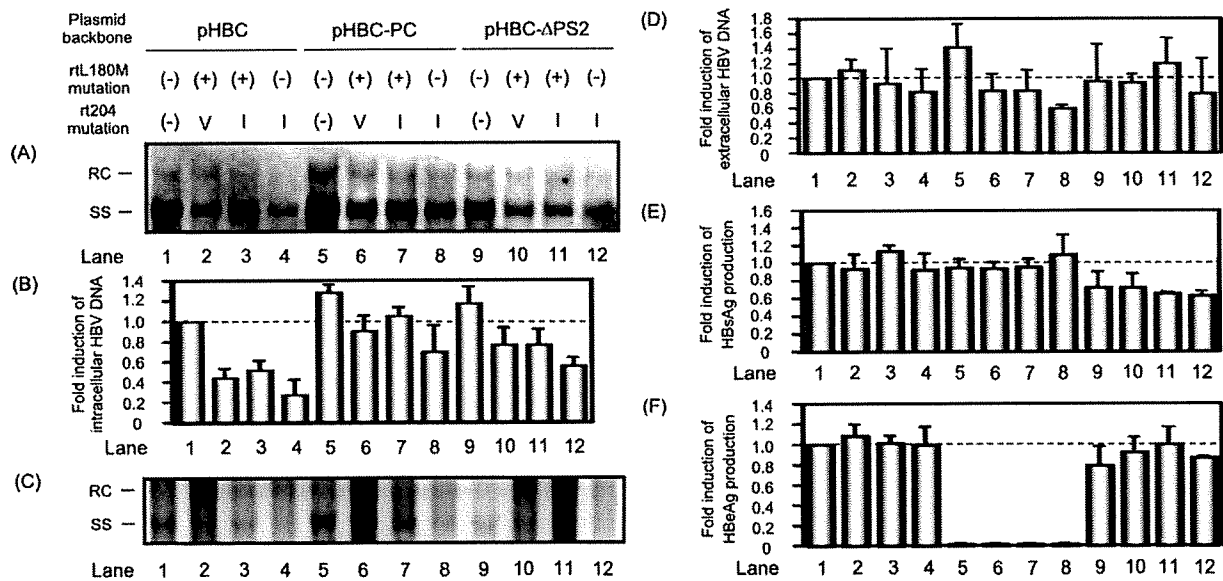 Plasmid backbone pHBC pHBC-PC pHBC-ΔPS2
rtL180M mutation (-) (+) (+) (-) (-) (+) (+) (-) (-) (+) (+) (-)
rt204 mutation (-) V I I (-) V I I (-) V I I
(A)
RC
SS
Lane 1 2 3 4 5 6 7 8 9 10 11 12
(B)
Fold induction of intracellular HBV DNA
1.4
1.2
1.0
0.8
0.6
0.4
0.2
0
Lane 1 2 3 4 5 6 7 8 9 10 11 12
(C)
RC
SS
Lane 1 2 3 4 5 6 7 8 9 10 11 12
(D)
Fold induction of extracellular HBV DNA
1.8
1.6
1.4
1.2
1.0
0.8
0.6
0.4
0.2
0
Lane 1 2 3 4 5 6 7 8 9 10 11 12
(E)
Fold induction of HBsAg production
1.6
1.4
1.2
1.0
0.8
0.6
0.4
0.2
0
Lane 1 2 3 4 5 6 7 8 9 10 11 12
(F)
Fold induction of HBeAg production
1.4
1.2
1.0
0.8
0.6
0.4
0.2
0
Lane 1 2 3 4 5 6 7 8 9 10 11 12